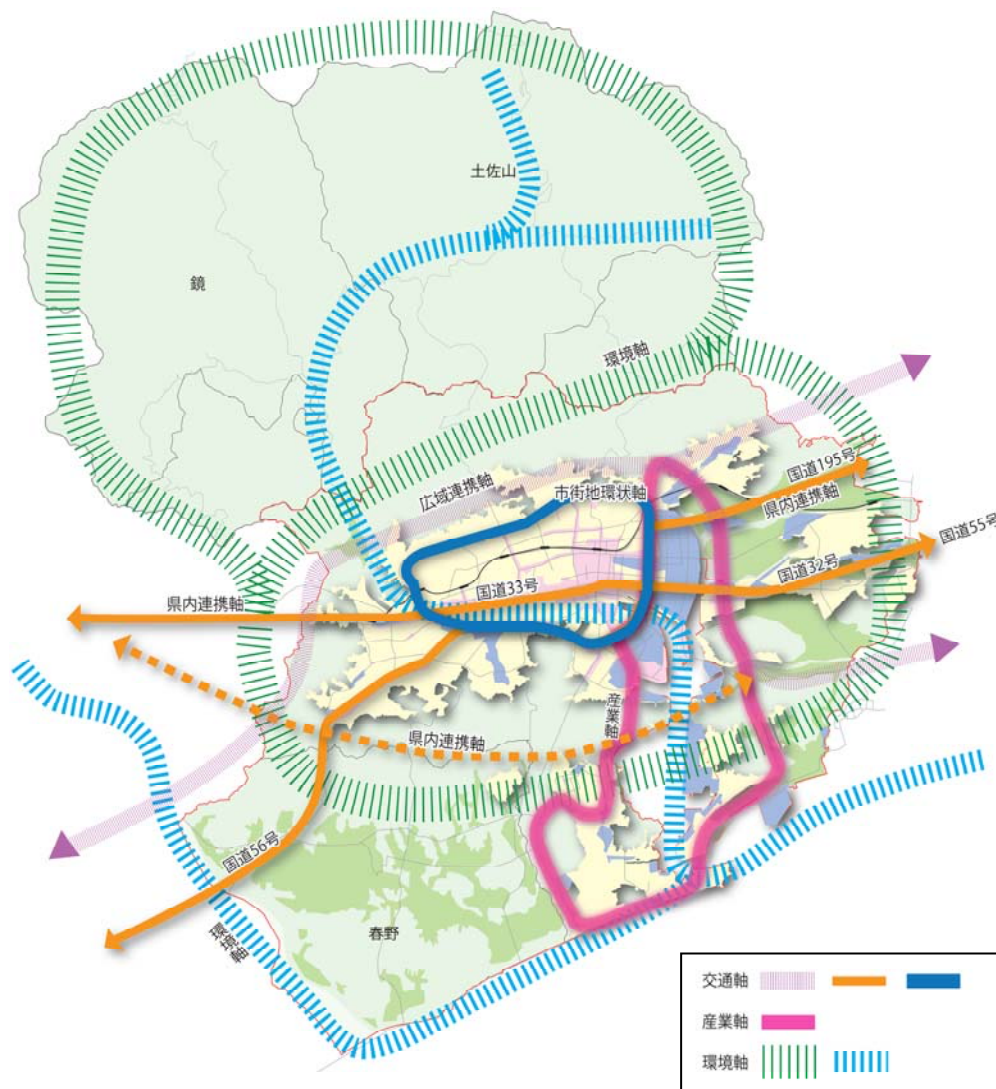 土佐山
鏡
環境軸
国道195号
広域連携軸
市街地環状軸
県内連携軸
国道55号
国道32号
国道33号
県内連携軸
産業軸
県内連携軸
国道56号
春野
環境軸
交通軸
産業軸
環境軸